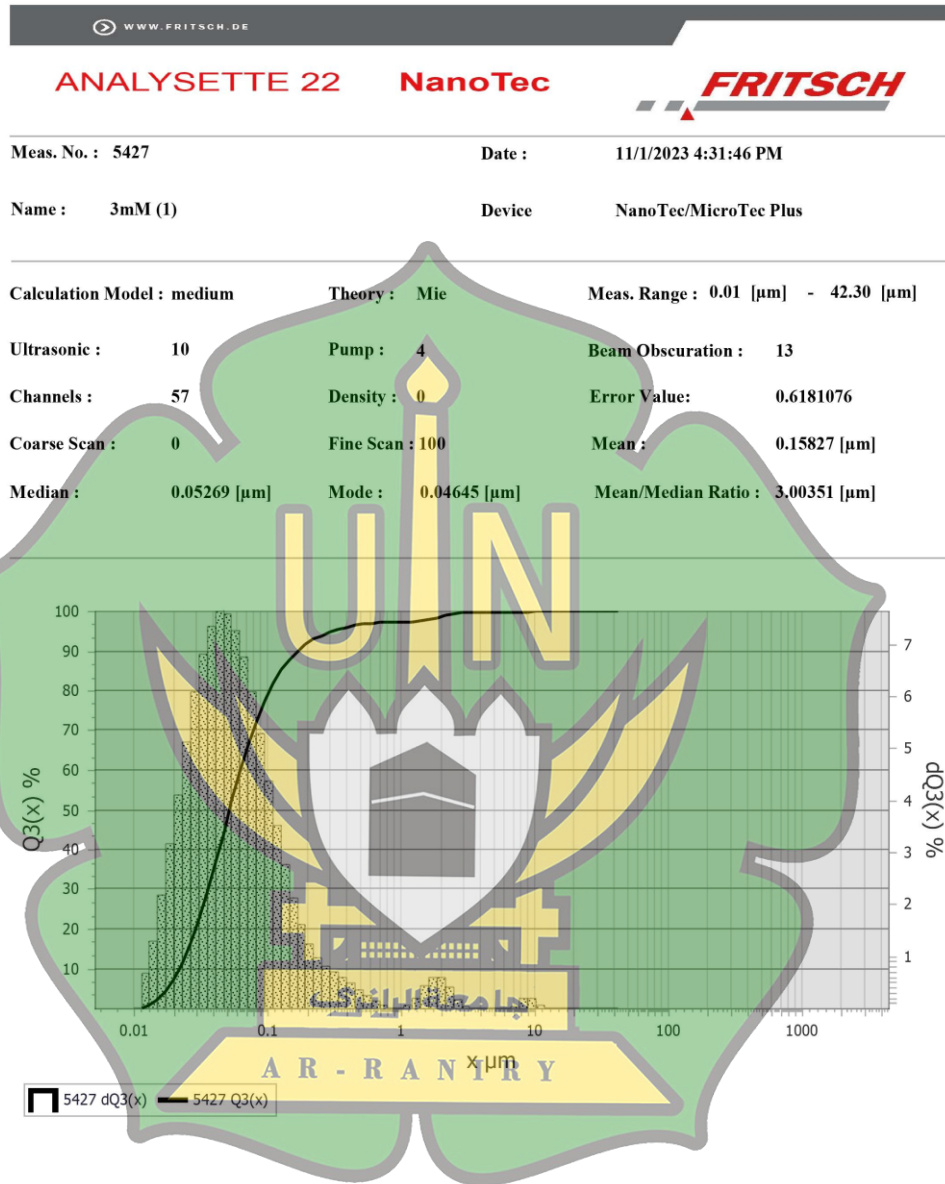 WWW.FRITSCH.DE
ANALYSETTE 22 NanoTec FRITSCH
Meas. No. : 5427 Date : 11/1/2023 4:31:46 PM
Name : 3mM (1) Device NanoTec/MicroTec Plus
Calculation Model : medium Theory : Mie Meas. Range : 0.01 [µm] - 42.30 [µm]
Ultrasonic : 10 Pump : 4 Beam Obscuration : 13
Channels : 57 Density : 0 Error Value: 0.6181076
Coarse Scan : 0 Fine Scan : 100 Mean : 0.15827 [µm]
Median : 0.05269 [µm] Mode : 0.04645 [µm] Mean/Median Ratio : 3.00351 [µm]
UIN
100
90 7
80 6
70
60 5
50 4
40 3
30 2
20
10 1
Q3(x) %
dQ3(x) %
جامعة الرانري
0.01 0.1 1 10 100 1000
x µm
AR-RANIRY
5427 dQ3(x) 5427 Q3(x)